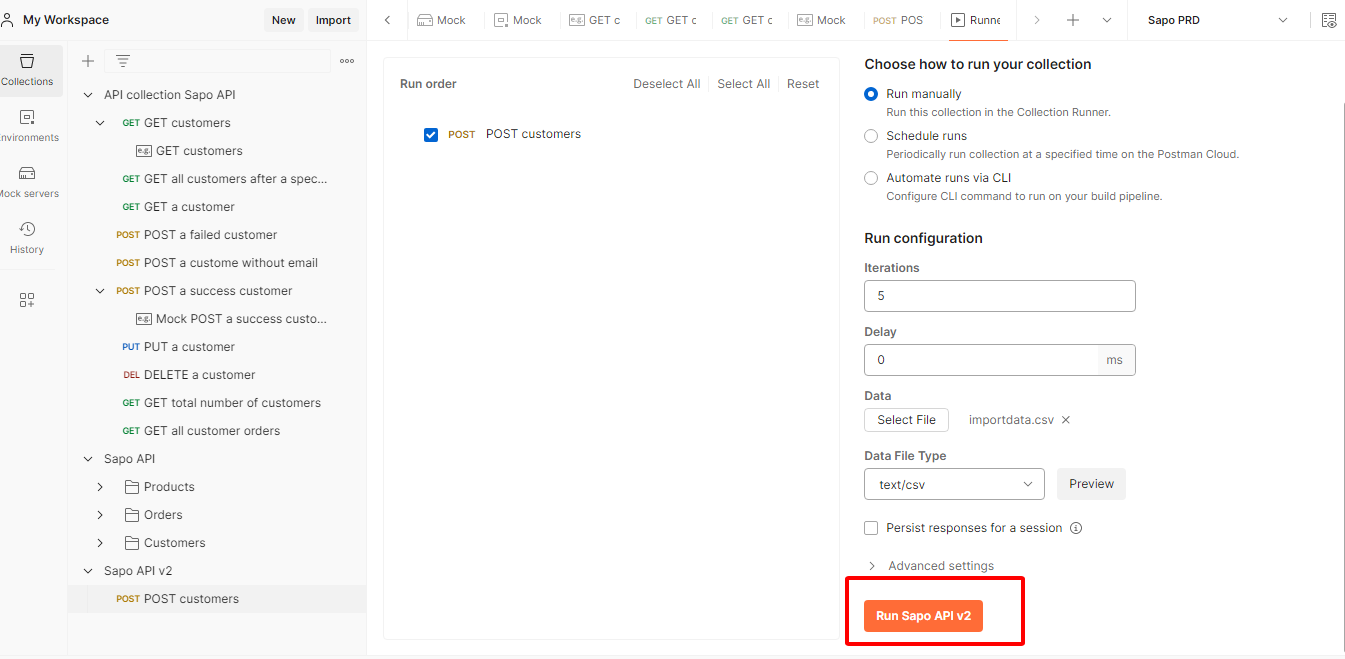 My Workspace
New
Import
Mock
Mock
e.g. GET c
GET GET c
GET GET c
e.g. Mock
POST POS
Runne
Sapo PRD
Collections
Environments
Mock servers
History
API collection Sapo API
GET GET customers
e.g. GET customers
GET GET all customers after a spec...
GET GET a customer
POST POST a failed customer
POST POST a custome without email
POST POST a success customer
e.g. Mock POST a success custo...
PUT PUT a customer
DEL DELETE a customer
GET GET total number of customers
GET GET all customer orders
Sapo API
Products
Orders
Customers
Sapo API v2
POST POST customers
Run order
Deselect All
Select All
Reset
POST POST customers
Choose how to run your collection
Run manually
Run this collection in the Collection Runner.
Schedule runs
Periodically run collection at a specified time on the Postman Cloud.
Automate runs via CLI
Configure CLI command to run on your build pipeline.
Run configuration
Iterations
5
Delay
0 ms
Data
Select File importdata.csv
Data File Type
text/csv Preview
Persist responses for a session
Advanced settings
Run Sapo API v2